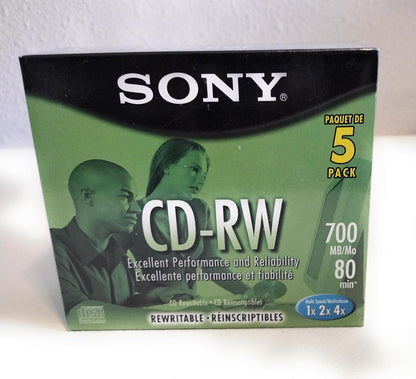 SONY®
PAQUET DE
5
PACK
CD-RW
700
MB/Mo
80
min*
Excellent Performance and Reliability
Excellente performance et fiabilité
CD Rewritable • CD Réinscriptibles
REWRITABLE • RÉINSCRIPTIBLES
Multi Speed/Multivitesse
1x 2x 4x
disc